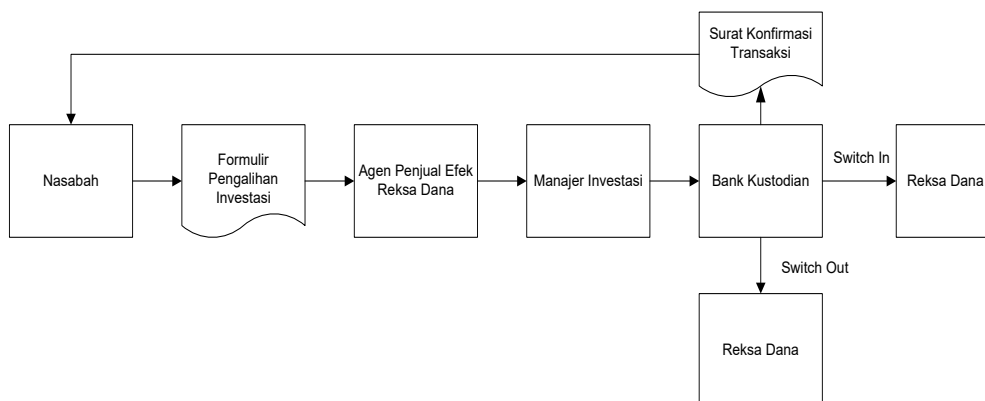 Surat Konfirmasi
Transaksi
Nasabah
Formulir
Pengalihan
Investasi
Agen Penjual Efek
Reksa Dana
Manajer Investasi
Bank Kustodian
Switch In
Reksa Dana
Switch Out
Reksa Dana